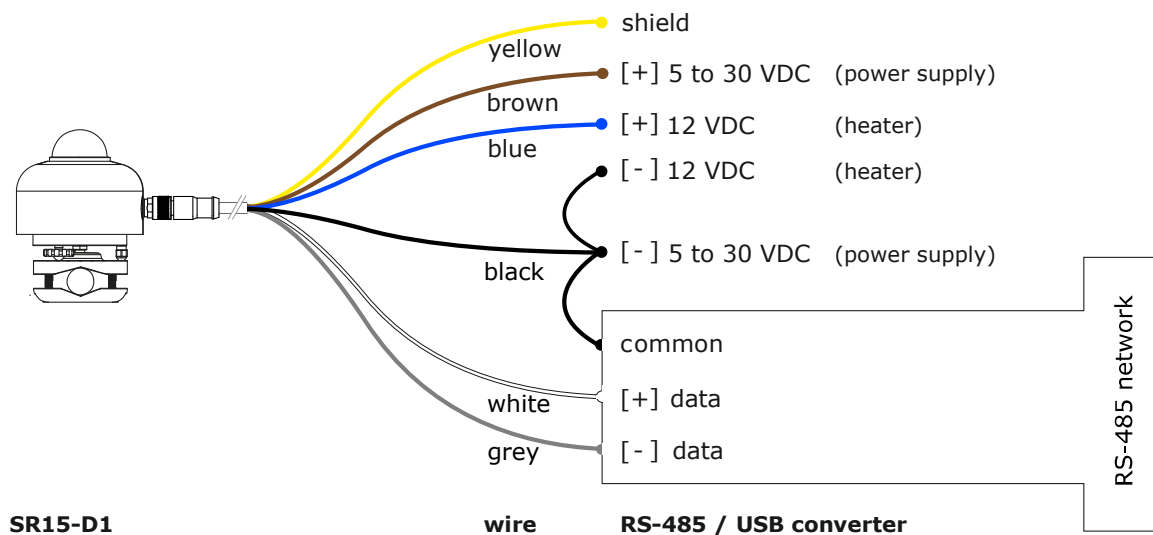 shield
yellow
[+] 5 to 30 VDC (power supply)
brown
[+] 12 VDC (heater)
blue
[-] 12 VDC (heater)
[-] 5 to 30 VDC (power supply)
black
common
white
[+] data
grey
[-] data
RS-485 network
SR15-D1 wire RS-485 / USB converter